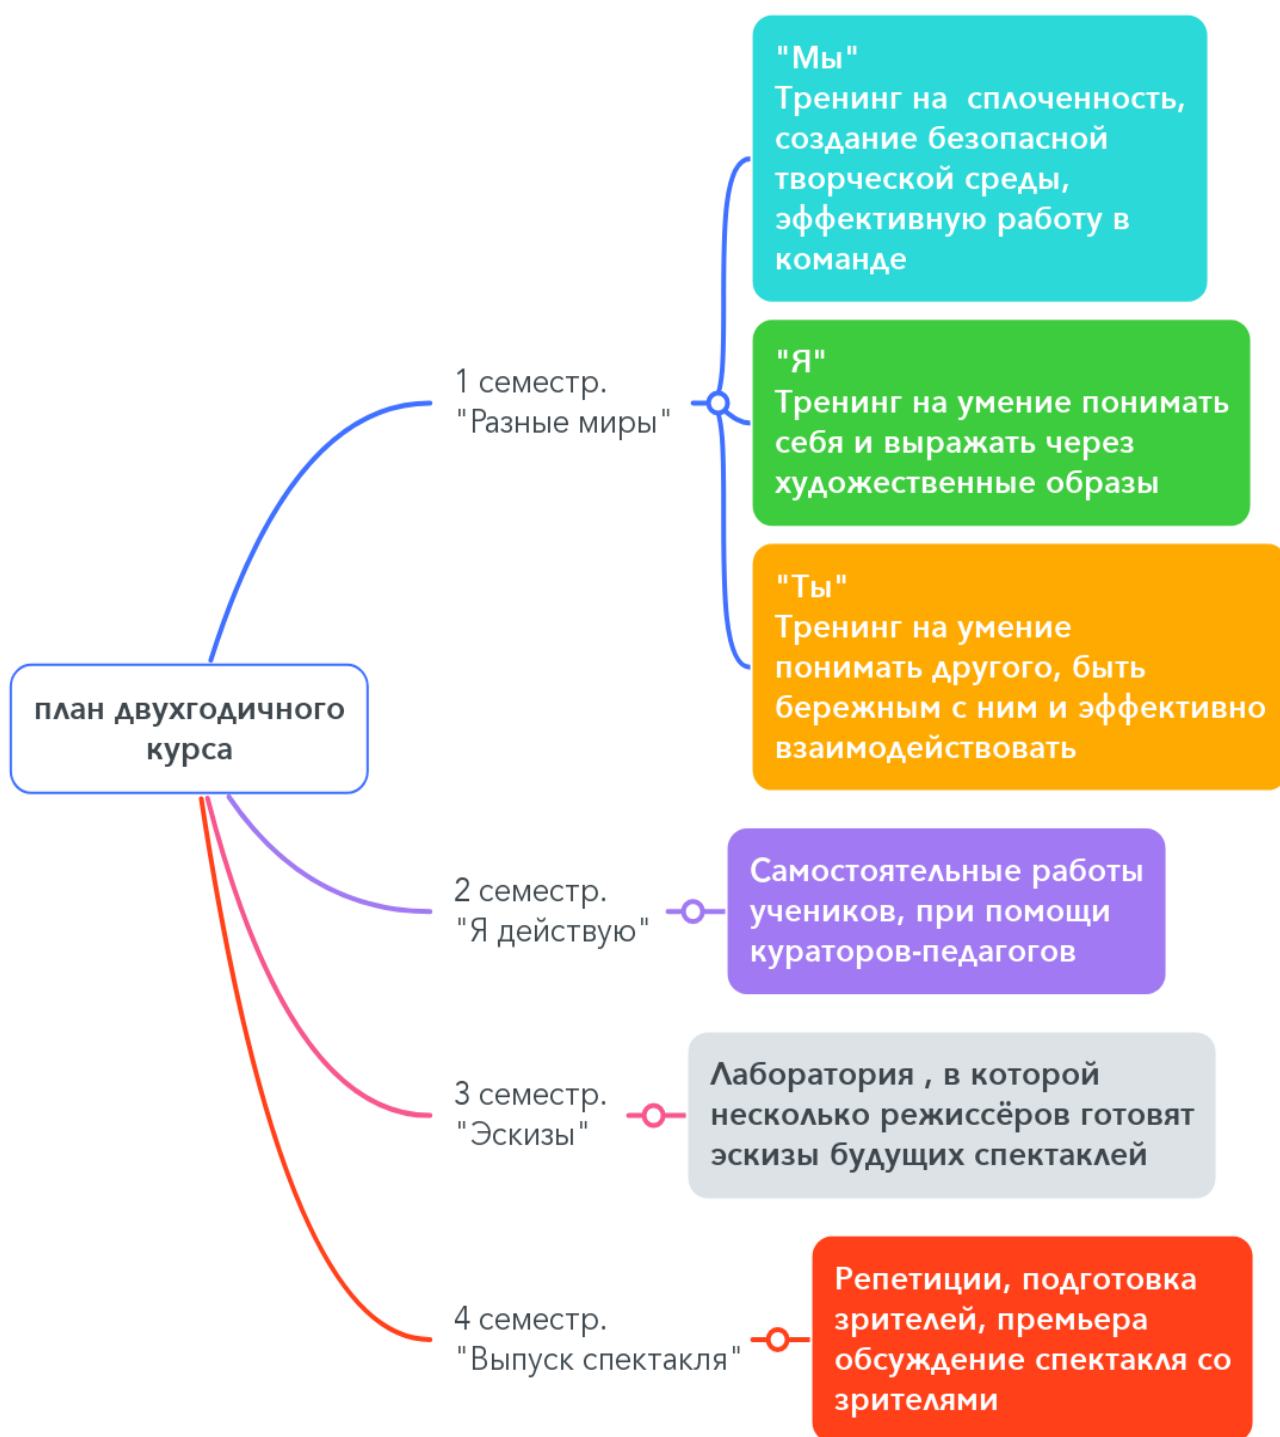 план двухгодичного
курса
1 семестр.
"Разные миры"
"Мы"
Тренинг на  сплоченность,
создание безопасной
творческой среды,
эффективную работу в
команде
"Я"
Тренинг на умение понимать
себя и выражать через
художественные образы
"Ты"
Тренинг на умение
понимать другого, быть
бережным с ним и эффективно
взаимодействовать
2 семестр.
"Я действую"
Самостоятельные работы
учеников, при помощи
кураторов-педагогов
3 семестр.
"Эскизы"
Лаборатория , в которой
несколько режиссёров готовят
эскизы будущих спектаклей
4 семестр.
"Выпуск спектакля"
Репетиции, подготовка
зрителей, премьера
обсуждение спектакля со
зрителями